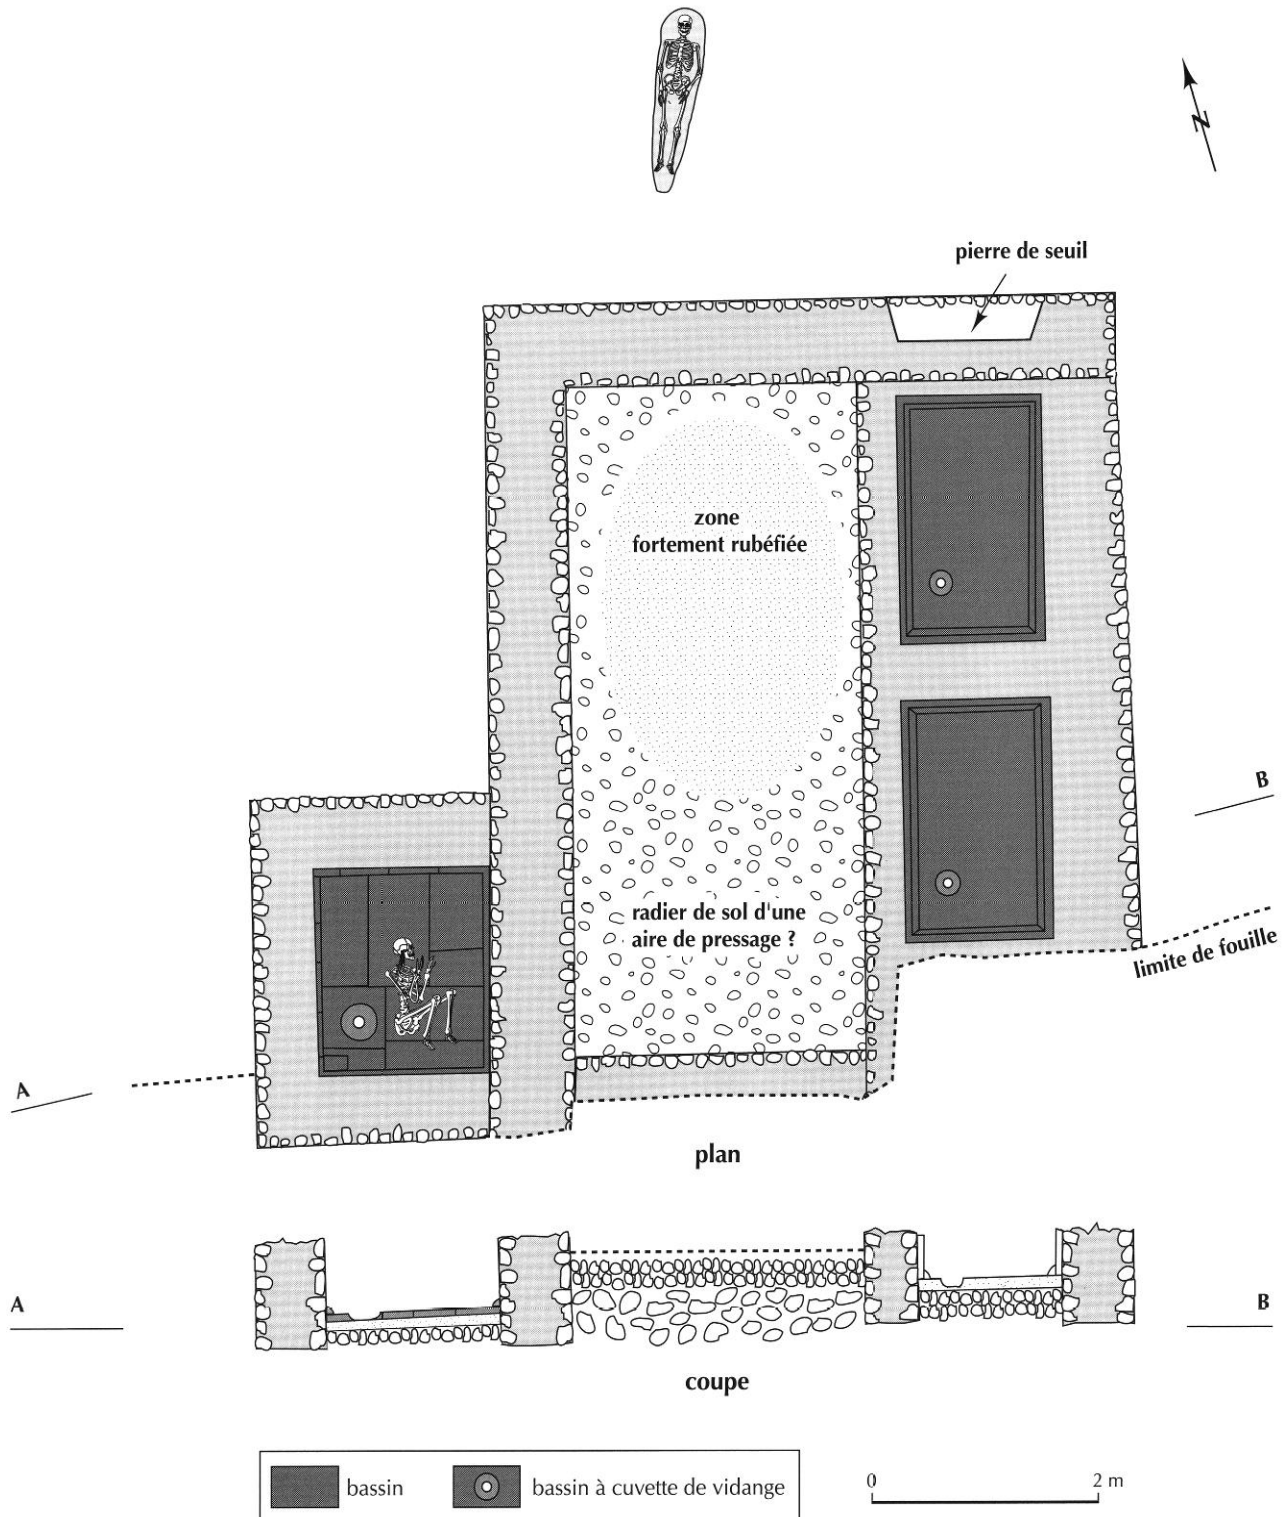 N
pierre de seuil
zone
fortement rubéfiée
B
radier de sol d'une
aire de pressage ?
limite de fouille
A
plan
A
B
coupe
bassin
bassin à cuvette de vidange
0
2 m